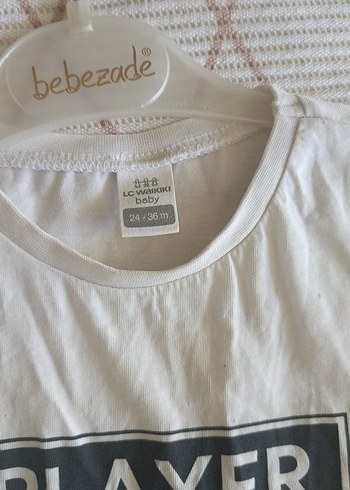 bebezade®
LC WAIKIKI
baby
24 - 36 m
PLAYER